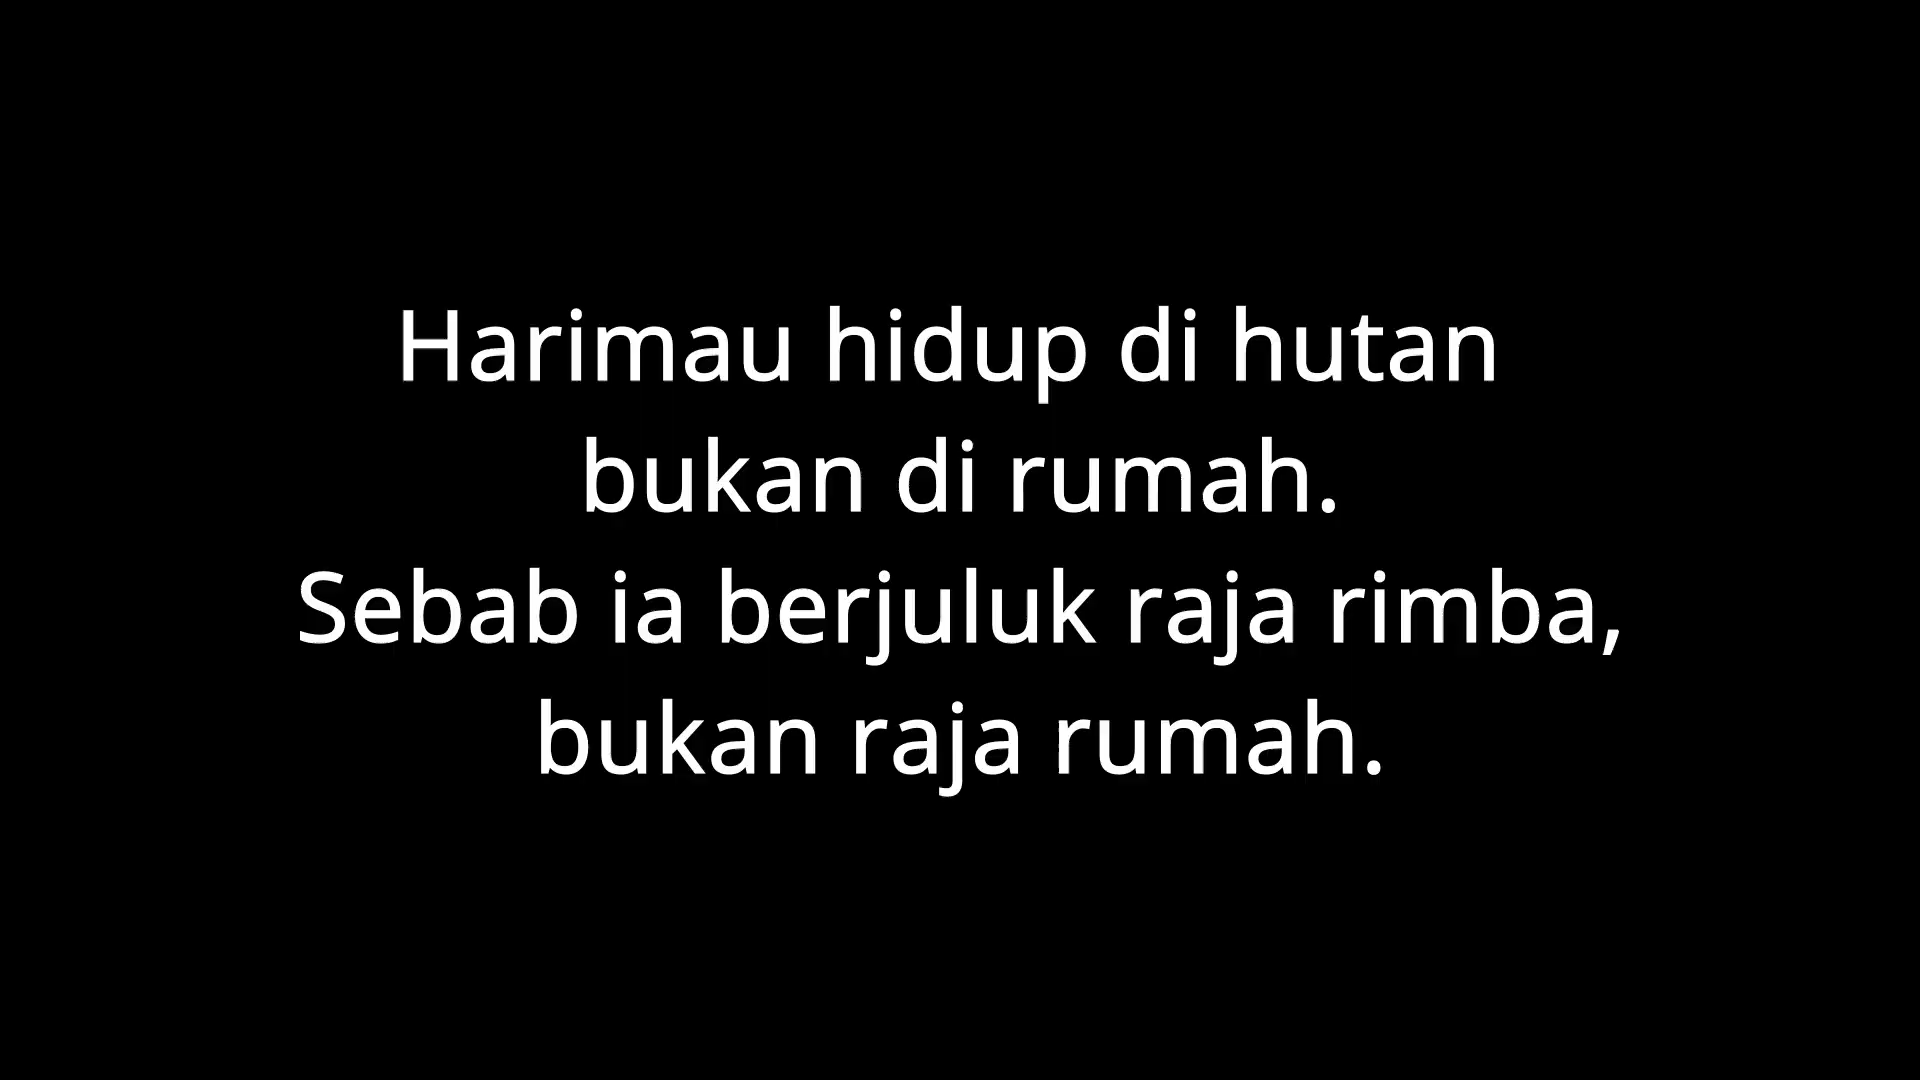 Harimau hidup di hutan
bukan di rumah.
Sebab ia berjuluk raja rimba,
bukan raja rumah.